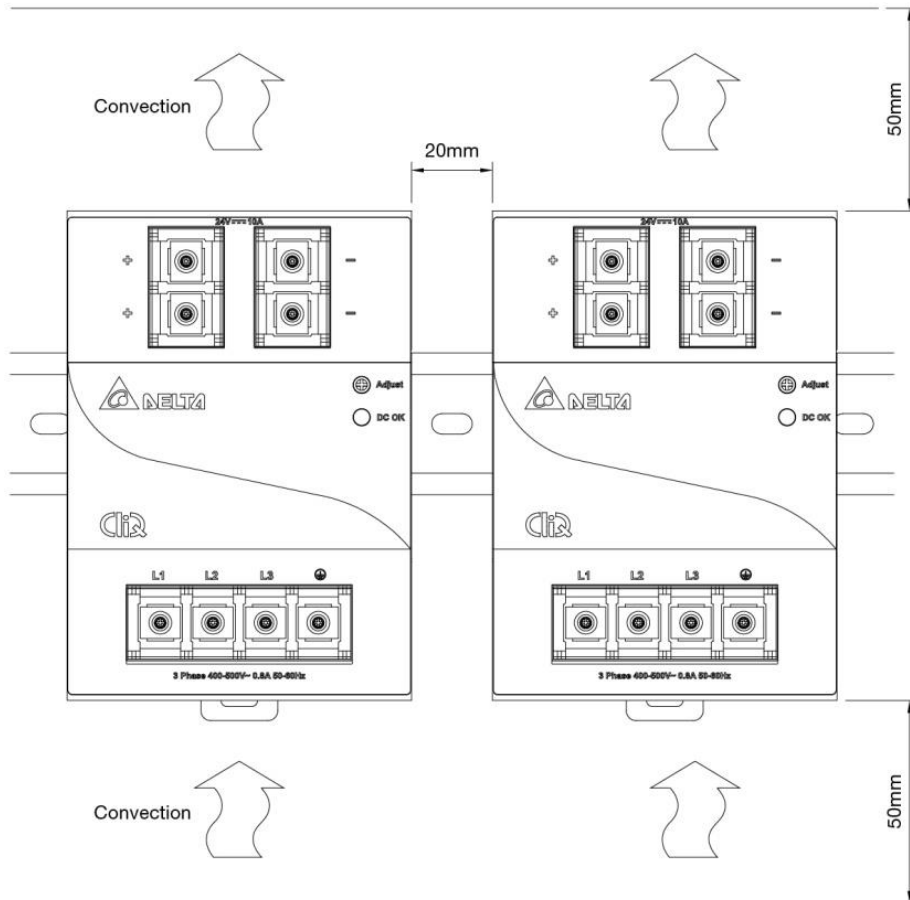 Convection
50mm
20mm
24V 10A 24V 10A
+ - + -
+ - + -
Adjust Adjust
DELTA DELTA
DC OK DC OK
CliQ CliQ
L1 L2 L3 L1 L2 L3
3 Phase 400-500V~ 0.8A 50-60Hz 3 Phase 400-500V~ 0.8A 50-60Hz
Convection
50mm